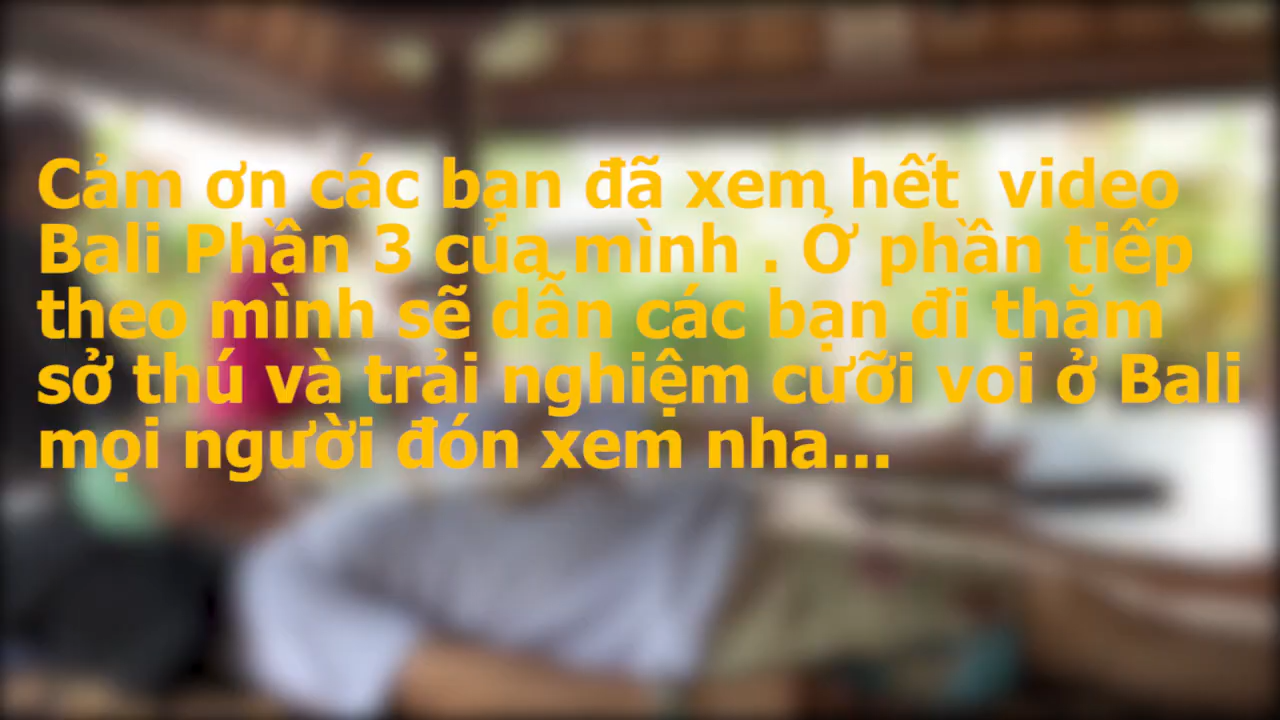 Cảm ơn các bạn đã xem hết  video
Bali Phần 3 của mình . Ở phần tiếp
theo mình sẽ dẫn các bạn đi thăm
sở thú và trải nghiệm cưỡi voi ở Bali
mọi người đón xem nha...